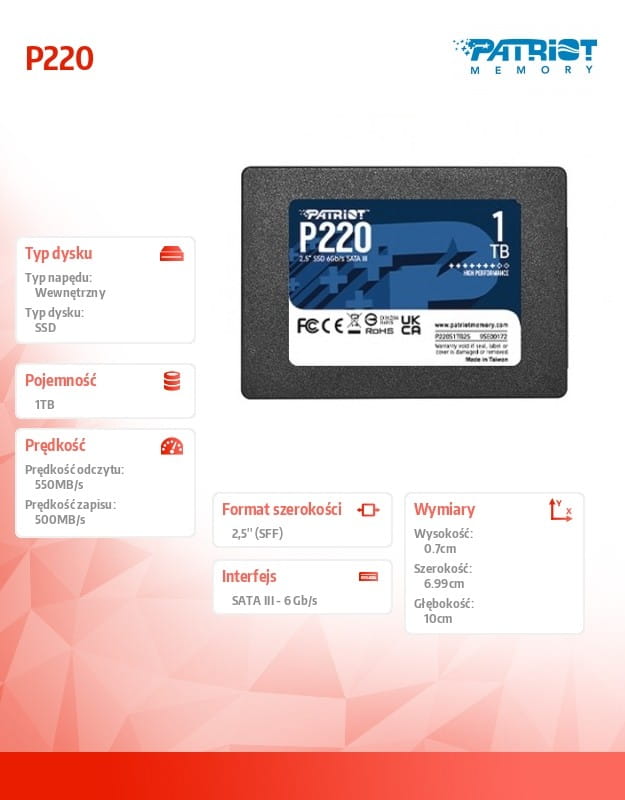 P220
PATRIOT
MEMORY
PATRIOT
P220
2.5" SSD 6Gb/s SATA III
1
TB
HIGH PERFORMANCE
FC CE
RoHS
UK
CA
www.patriotmemory.com
P220S1TB25
Warranty void if seal, label or
cover is damaged or removed
Made in Taiwan
Typ dysku
Typ napędu:
Wewnętrzny
Typ dysku:
SSD
Pojemność
1TB
Prędkość
Prędkość odczytu:
550MB/s
Prędkość zapisu:
500MB/s
Format szerokości
2,5'' (SFF)
Interfejs
SATA III - 6 Gb/s
Wymiary
Y
X
Wysokość:
0.7cm
Szerokość:
6.99cm
Głębokość:
10cm